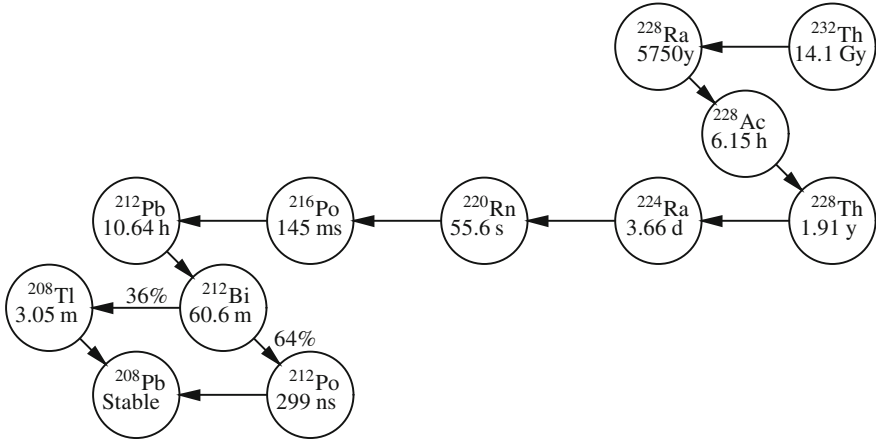 ²²⁸Ra
5750y
²³²Th
14.1 Gy
²²⁸Ac
6.15 h
²¹²Pb
10.64 h
²¹⁶Po
145 ms
²²⁰Rn
55.6 s
²²⁴Ra
3.66 d
²²⁸Th
1.91 y
²⁰⁸Tl
3.05 m
36%
²¹²Bi
60.6 m
64%
²⁰⁸Pb
Stable
²¹²Po
299 ns